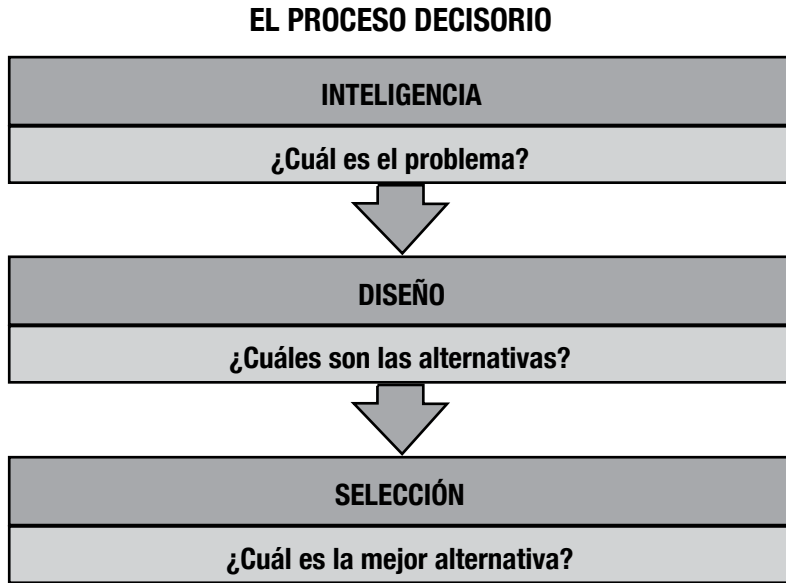 EL PROCESO DECISORIO
INTELIGENCIA
¿Cuál es el problema?
DISEÑO
¿Cuáles son las alternativas?
SELECCIÓN
¿Cuál es la mejor alternativa?